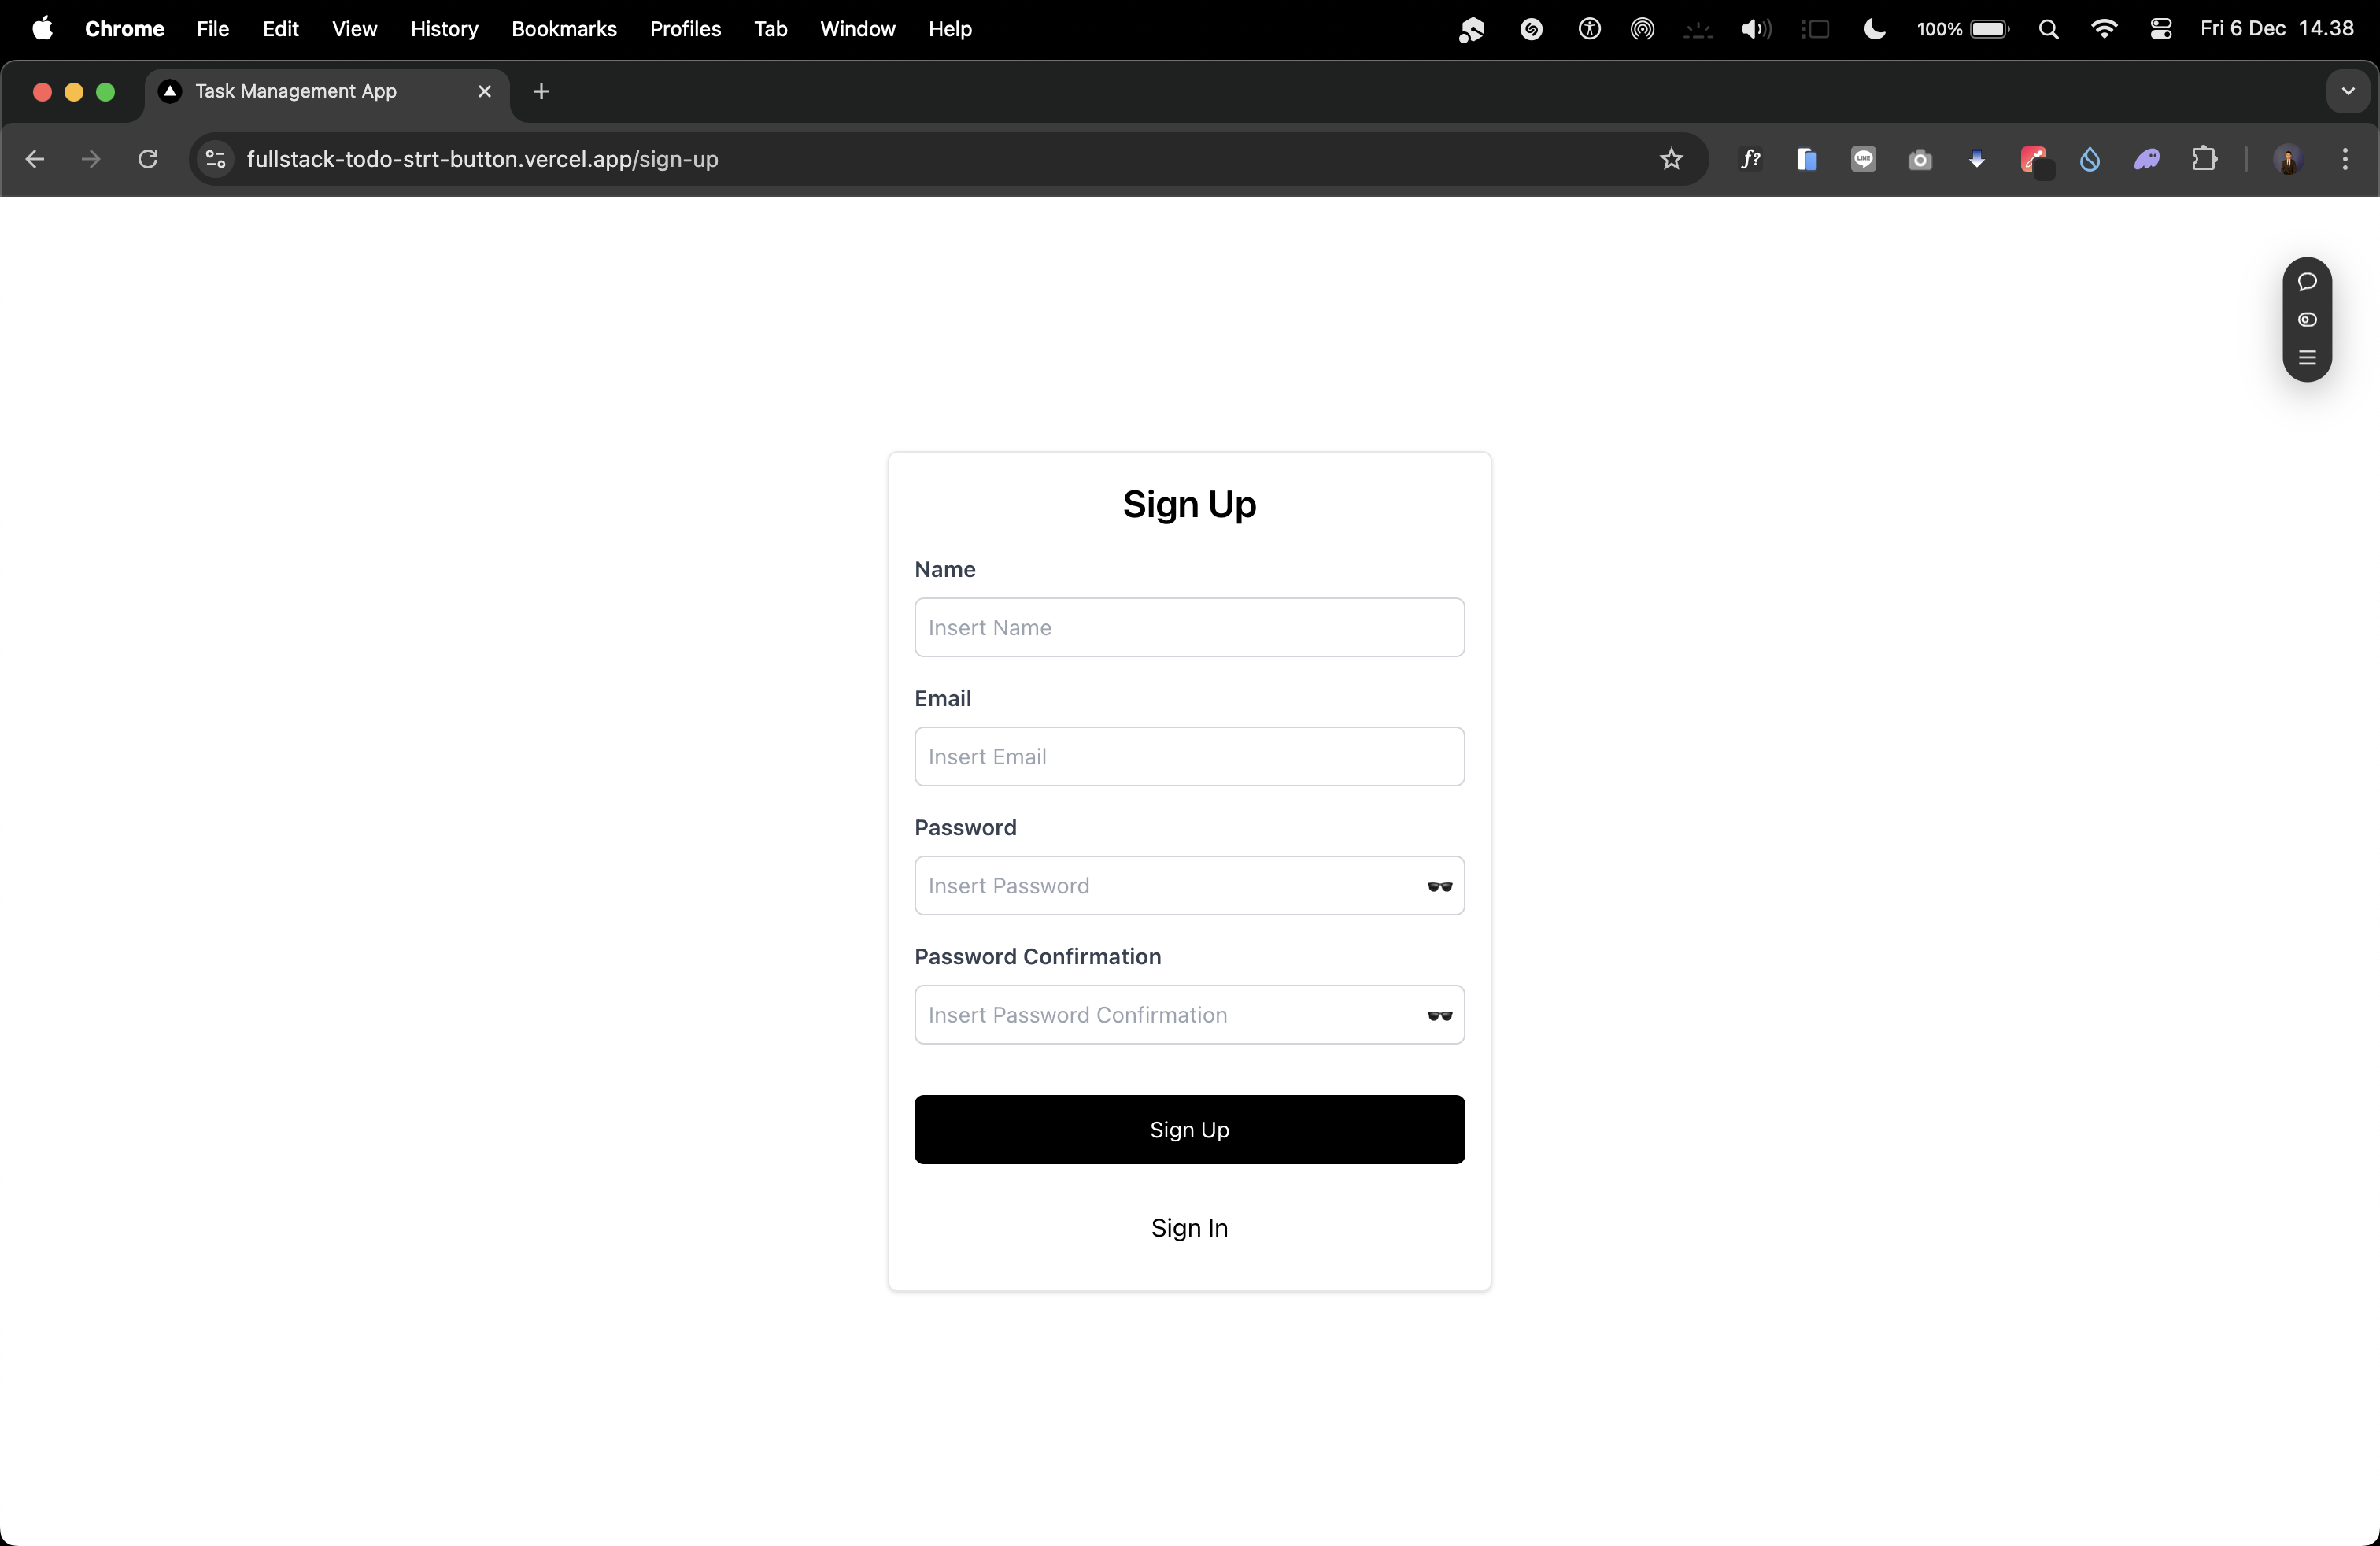 Chrome File Edit View History Bookmarks Profiles Tab Window Help 100% Fri 6 Dec 14.38
Task Management App
fullstack-todo-strt-button.vercel.app/sign-up f? LINE
Sign Up
Name
Insert Name
Email
Insert Email
Password
Insert Password
Password Confirmation
Insert Password Confirmation
Sign Up
Sign In